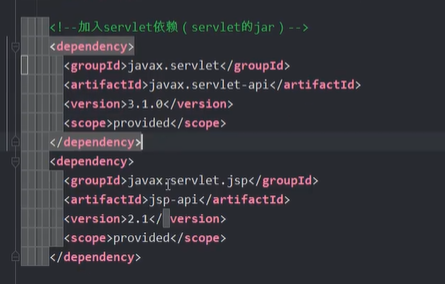 <!--加入servlet依赖（servlet的jar）-->
<dependency>
<groupId>javax.servlet</groupId>
<artifactId>javax.servlet-api</artifactId>
<version>3.1.0</version>
<scope>provided</scope>
</dependency>
<dependency>
<groupId>javax.servlet.jsp</groupId>
<artifactId>jsp-api</artifactId>
<version>2.1</ version>
<scope>provided</scope>
</dependency>